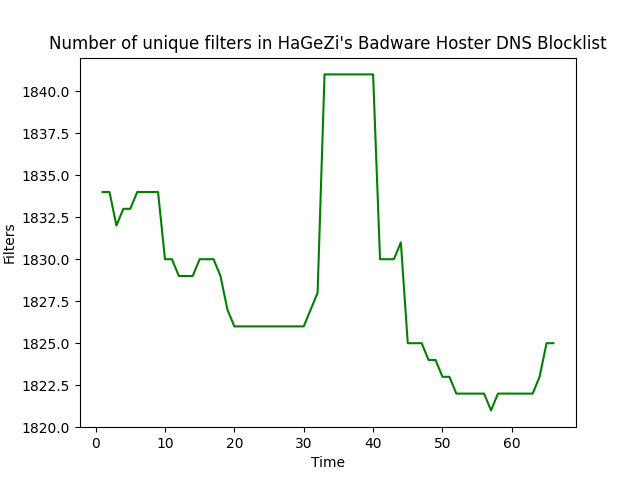 Number of unique filters in HaGeZi's Badware Hoster DNS Blocklist
1840.0
1837.5
1835.0
1832.5
1830.0
1827.5
1825.0
1822.5
1820.0
Filters
0 10 20 30 40 50 60
Time